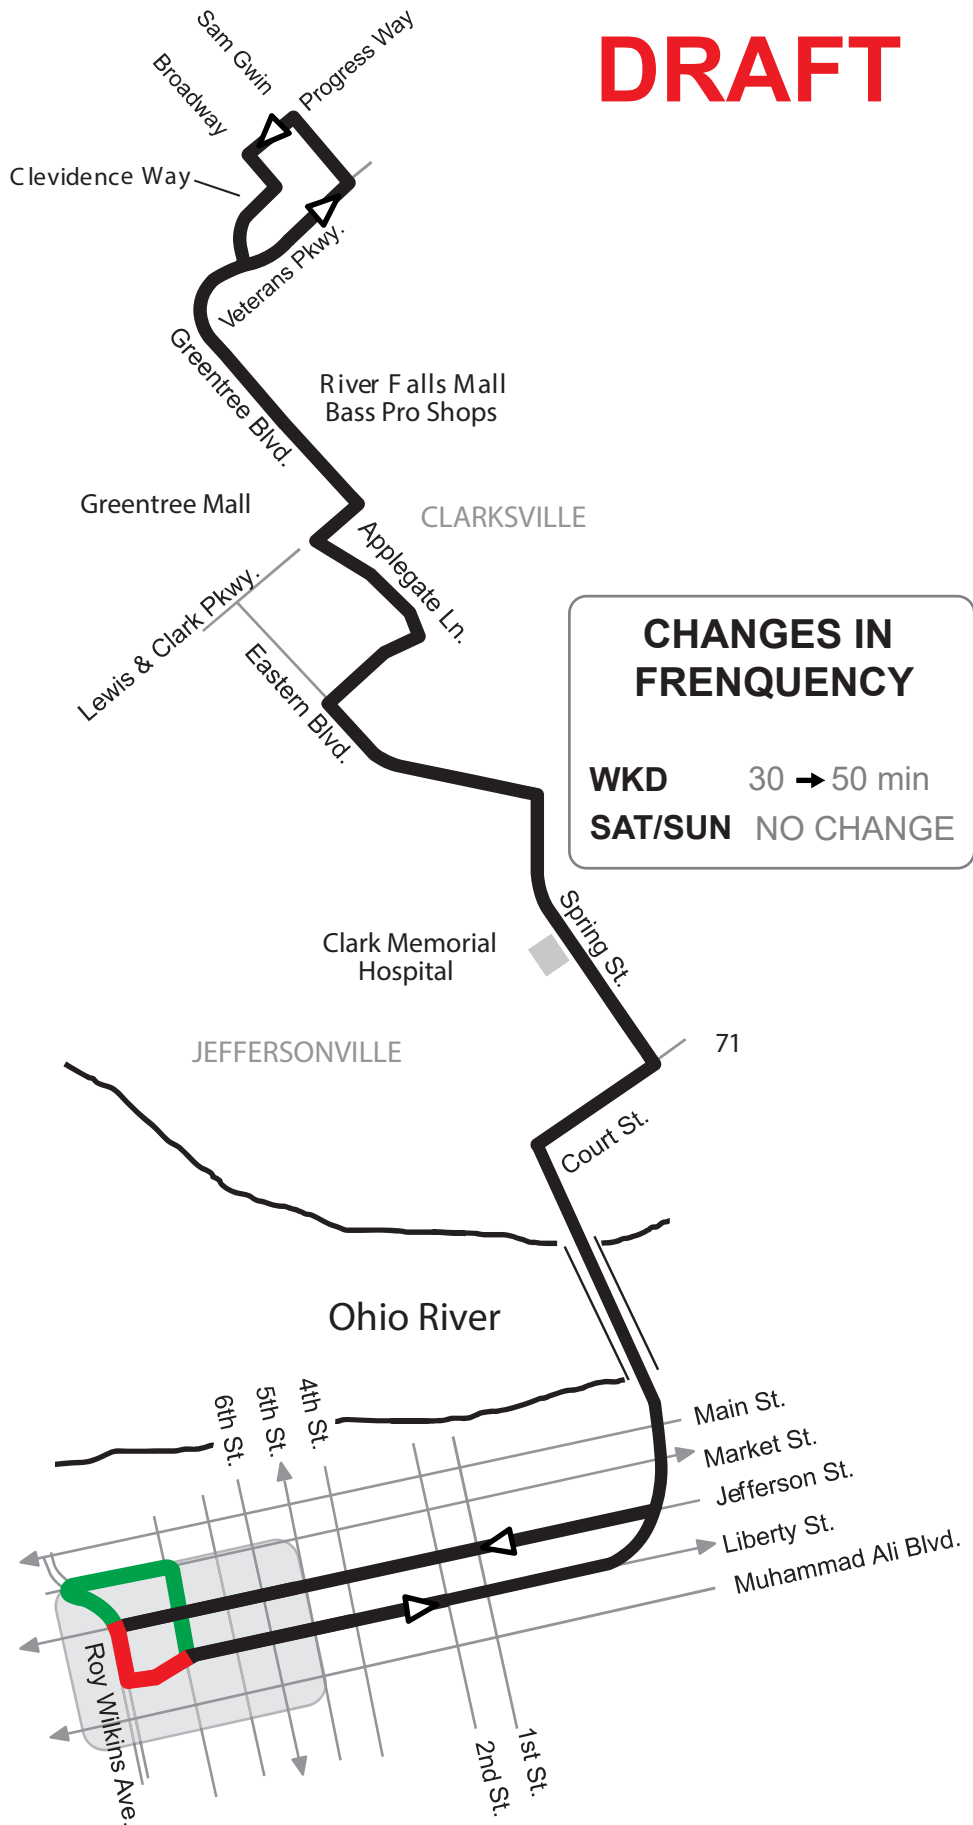 DRAFT
Sam Gwin
Progress Way
Broadway
Clevidence Way
Veterans Pkwy.
Greentree Blvd.
River Falls Mall
Bass Pro Shops
Greentree Mall
CLARKSVILLE
Applegate Ln.
Lewis & Clark Pkwy.
Eastern Blvd.
CHANGES IN
FRENQUENCY
WKD 30 → 50 min
SAT/SUN NO CHANGE
Spring St.
Clark Memorial
Hospital
71
JEFFERSONVILLE
Court St.
Ohio River
6th St.
5th St.
4th St.
Main St.
Market St.
Jefferson St.
Liberty St.
Muhammad Ali Blvd.
Roy Wilkins Ave.
2nd St.
1st St.